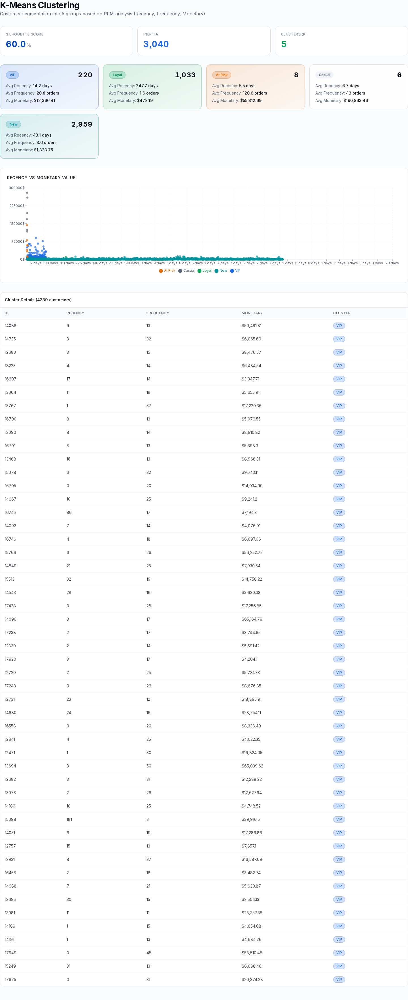 K-Means Clustering
Customer segmentation into 5 groups based on RFM analysis (Recency, Frequency, Monetary).
SILHOUETTE SCORE
60.0%
INERTIA
3,040
CLUSTERS (K)
5
VIP 220
Avg Recency: 14.2 days
Avg Frequency: 20.8 orders
Avg Monetary: $12,366.41
Loyal 1,033
Avg Recency: 247.7 days
Avg Frequency: 1.6 orders
Avg Monetary: $478.19
At Risk 8
Avg Recency: 5.5 days
Avg Frequency: 120.6 orders
Avg Monetary: $55,312.69
Casual 6
Avg Recency: 6.7 days
Avg Frequency: 43 orders
Avg Monetary: $190,863.46
New 2,959
Avg Recency: 43.1 days
Avg Frequency: 3.6 orders
Avg Monetary: $1,323.75
RECENCY VS MONETARY VALUE
300000$
225000$
150000$
75000$
0$
2 days 188 days 311 days 275 days 196 days 211 days 190 days 8 days 9 days 1 days 8 days 5 days 2 days 4 days 7 days 9 days 7 days 7 days 2 days 6 days 0 days 1 days 11 days 1 days 3 days 1 days 28 days
At Risk Casual Loyal New VIP
Cluster Details (4339 customers)
ID RECENCY FREQUENCY MONETARY CLUSTER
14088 9 13 $50,491.81 VIP
14735 3 32 $6,065.69 VIP
12683 3 15 $8,476.57 VIP
18223 4 14 $6,484.54 VIP
16607 17 14 $3,347.71 VIP
13004 11 18 $5,655.91 VIP
13767 1 37 $17,220.36 VIP
16700 8 13 $5,076.55 VIP
13090 8 14 $8,910.82 VIP
16701 8 13 $5,398.3 VIP
13488 16 13 $8,968.31 VIP
15078 6 32 $9,743.11 VIP
16705 0 20 $14,034.99 VIP
14667 10 25 $9,241.2 VIP
16745 86 17 $7,194.3 VIP
14092 7 14 $4,076.91 VIP
16746 4 18 $6,697.66 VIP
15769 6 26 $56,252.72 VIP
14849 21 25 $7,930.54 VIP
15513 32 19 $14,758.22 VIP
14543 28 16 $3,630.33 VIP
17428 0 28 $17,256.85 VIP
14096 3 17 $65,164.79 VIP
17238 2 17 $3,744.65 VIP
12839 2 14 $5,591.42 VIP
17920 3 17 $4,204.1 VIP
12720 2 25 $5,781.73 VIP
17243 0 26 $8,676.85 VIP
12731 23 12 $18,895.91 VIP
14680 24 16 $28,754.11 VIP
16558 0 20 $8,338.49 VIP
12841 4 25 $4,022.35 VIP
12471 1 30 $19,824.05 VIP
13694 3 50 $65,039.62 VIP
12682 3 31 $12,288.22 VIP
13078 2 26 $12,627.94 VIP
14180 10 25 $4,748.52 VIP
15098 181 3 $39,916.5 VIP
14031 6 19 $17,286.86 VIP
12757 15 13 $7,857.1 VIP
12921 8 37 $16,587.09 VIP
16458 2 18 $3,482.74 VIP
14688 7 21 $5,630.87 VIP
13695 30 15 $2,504.13 VIP
13081 11 11 $28,337.38 VIP
14189 1 15 $4,654.08 VIP
14191 1 13 $4,684.76 VIP
17949 0 45 $58,510.48 VIP
15249 31 13 $6,688.46 VIP
17675 0 31 $20,374.28 VIP